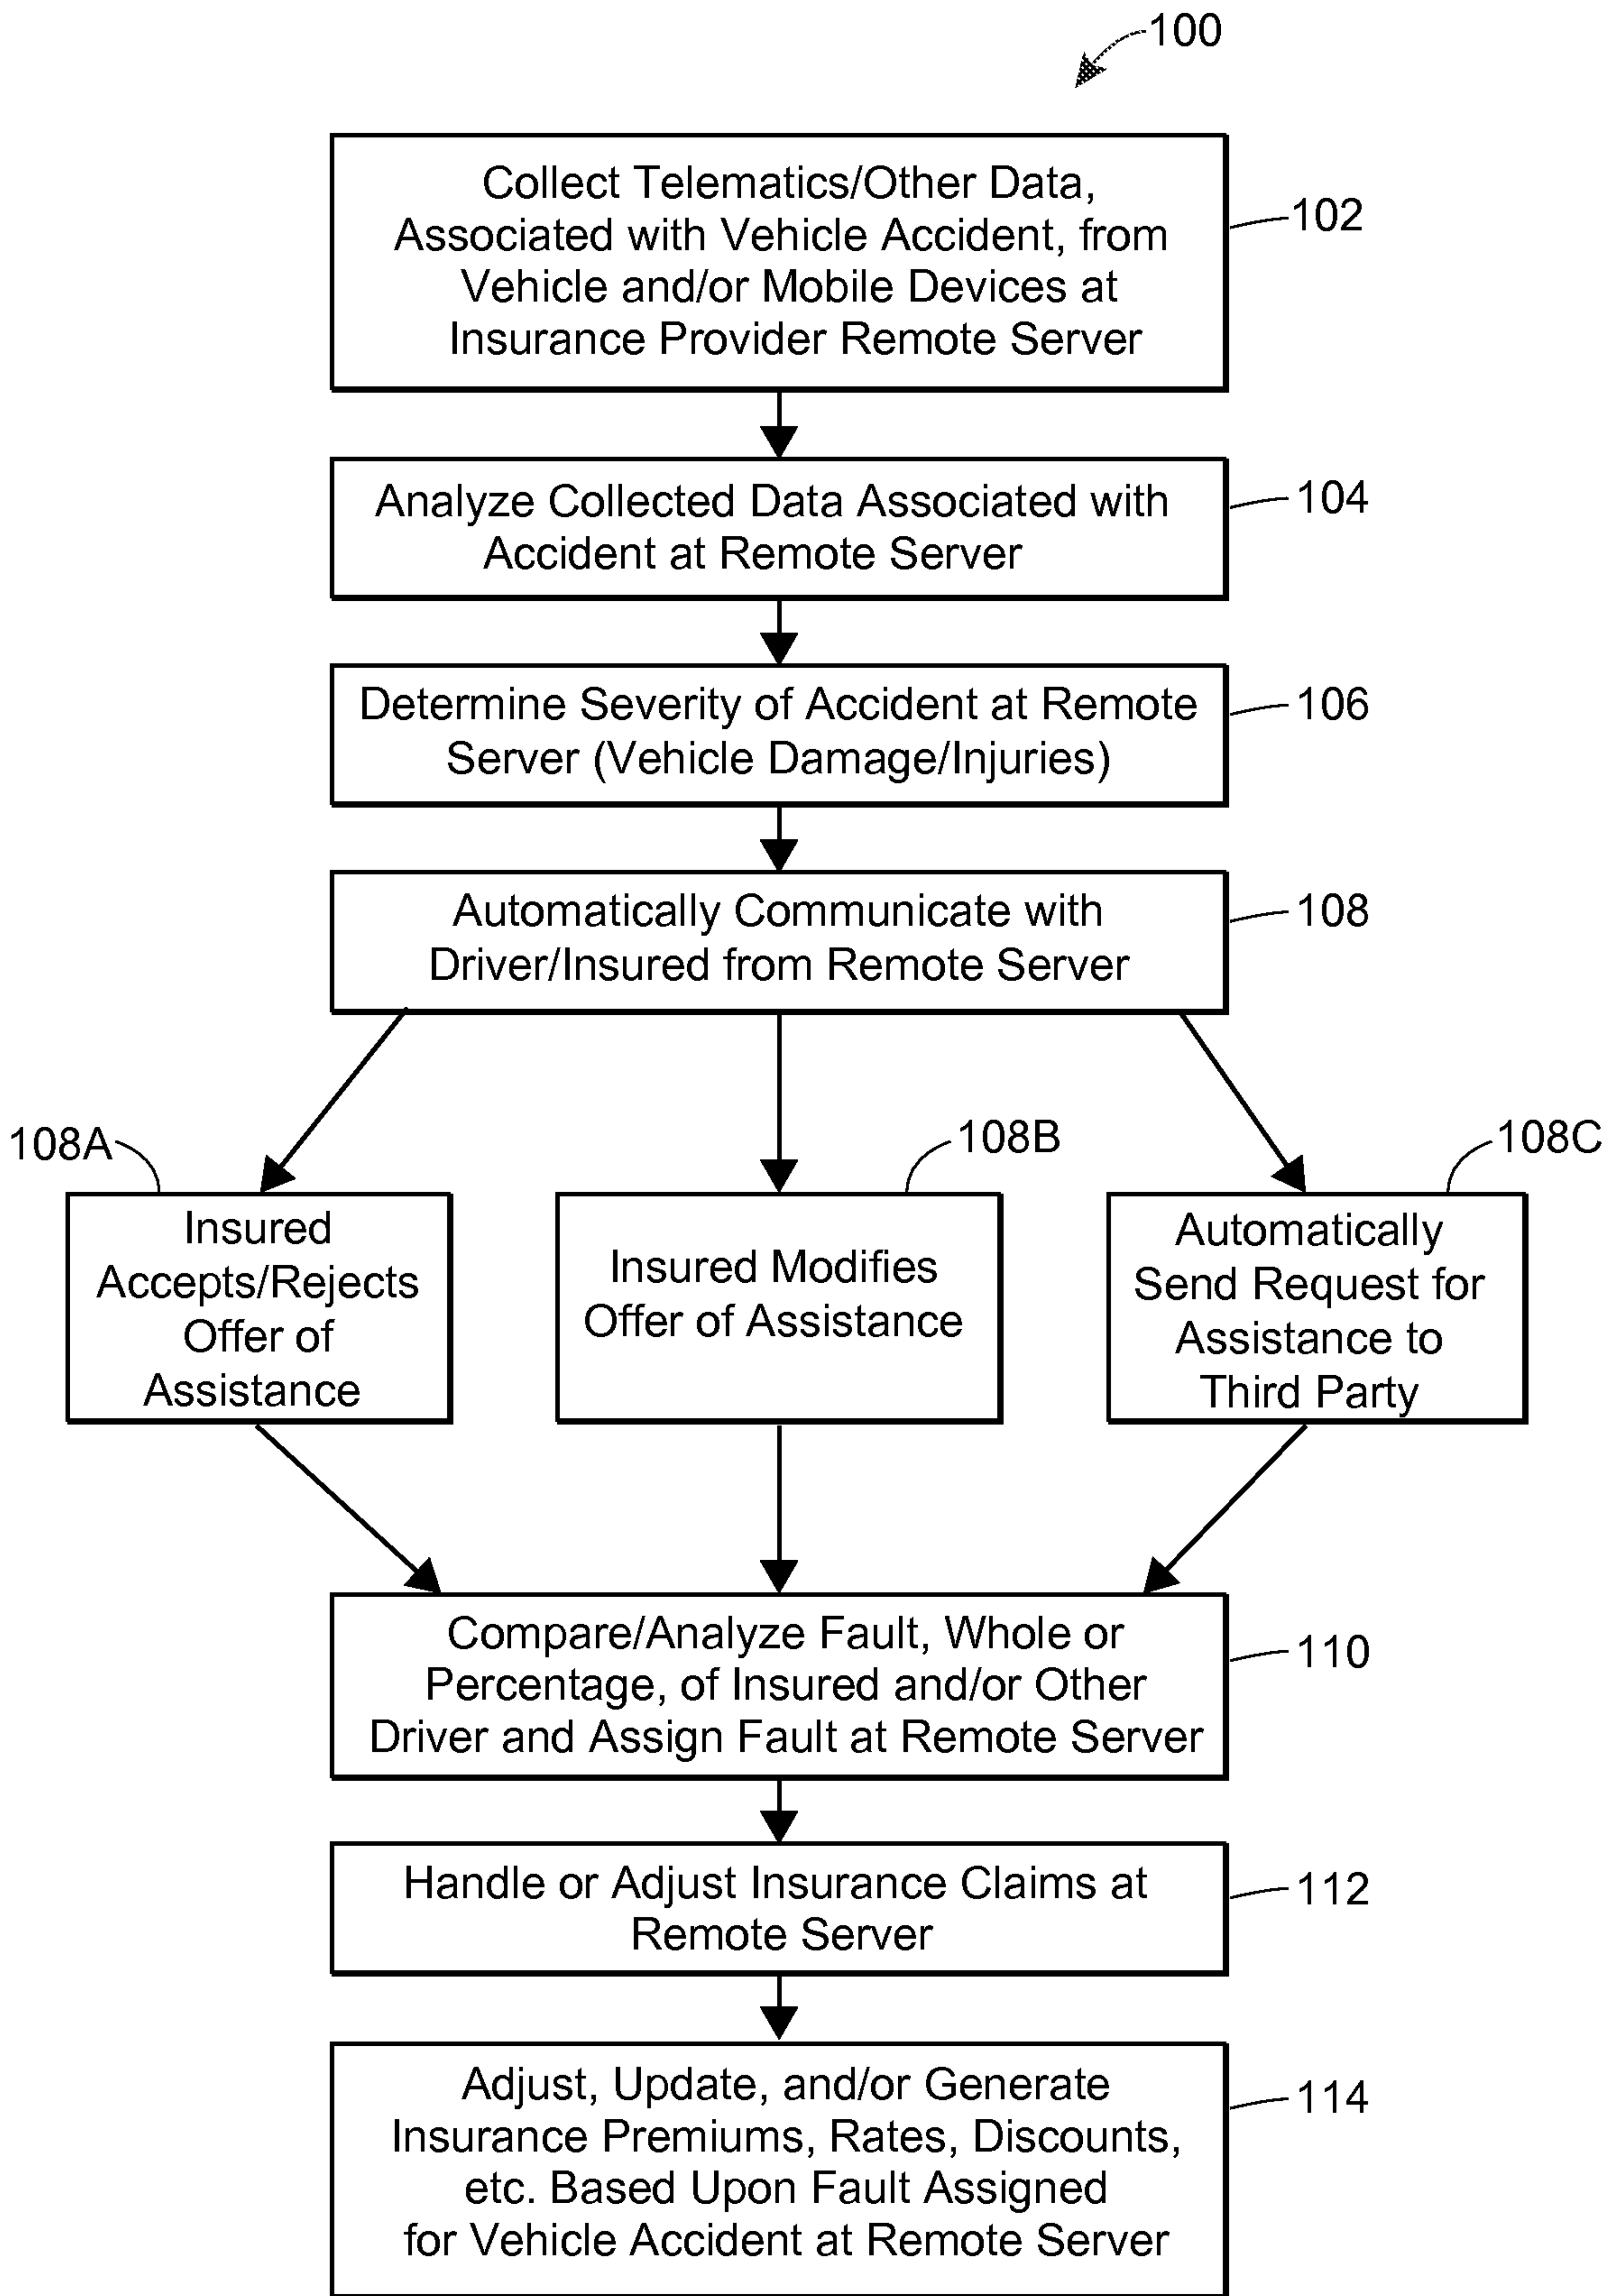 100
Collect Telematics/Other Data,
Associated with Vehicle Accident, from
Vehicle and/or Mobile Devices at
Insurance Provider Remote Server
102
Analyze Collected Data Associated with
Accident at Remote Server
104
Determine Severity of Accident at Remote
Server (Vehicle Damage/Injuries)
106
Automatically Communicate with
Driver/Insured from Remote Server
108
108A
Insured
Accepts/Rejects
Offer of
Assistance
108B
Insured Modifies
Offer of Assistance
108C
Automatically
Send Request for
Assistance to
Third Party
Compare/Analyze Fault, Whole or
Percentage, of Insured and/or Other
Driver and Assign Fault at Remote Server
110
Handle or Adjust Insurance Claims at
Remote Server
112
Adjust, Update, and/or Generate
Insurance Premiums, Rates, Discounts,
etc. Based Upon Fault Assigned
for Vehicle Accident at Remote Server
114